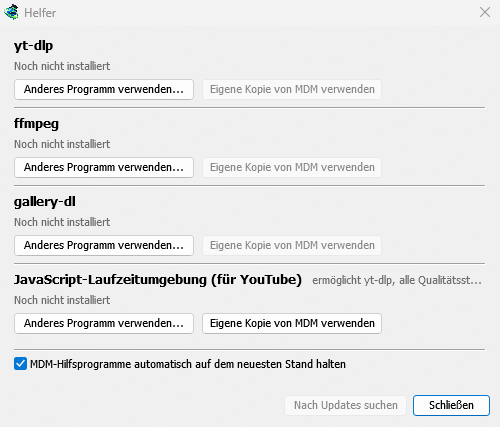 Helfer
yt-dlp
Noch nicht installiert
Anderes Programm verwenden... Eigene Kopie von MDM verwenden
ffmpeg
Noch nicht installiert
Anderes Programm verwenden... Eigene Kopie von MDM verwenden
gallery-dl
Noch nicht installiert
Anderes Programm verwenden... Eigene Kopie von MDM verwenden
JavaScript-Laufzeitumgebung (für YouTube) ermöglicht yt-dlp, alle Qualitätsst...
Noch nicht installiert
Anderes Programm verwenden... Eigene Kopie von MDM verwenden
MDM-Hilfsprogramme automatisch auf dem neuesten Stand halten
Nach Updates suchen Schließen